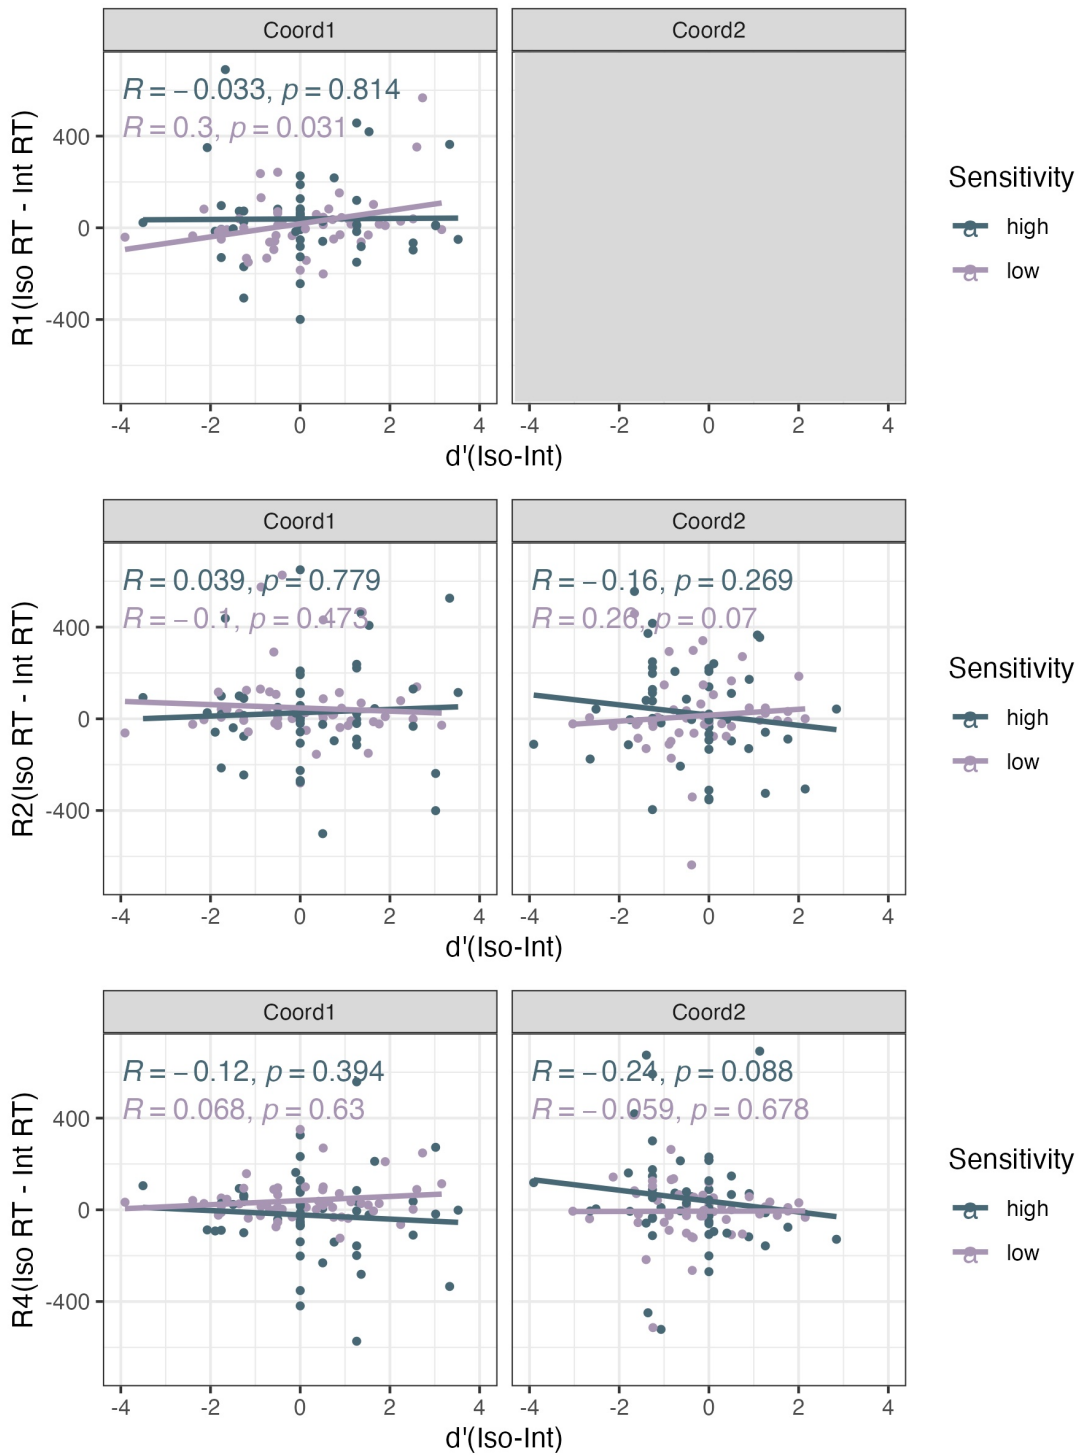 Coord1
Coord2
R = −0.033, p = 0.814
R = 0.3, p = 0.031
R1(Iso RT - Int RT)
400
0
-400
-4 -2 0 2 4
-4 -2 0 2 4
d'(Iso-Int)
Sensitivity
a high
a low
Coord1
Coord2
R = 0.039, p = 0.779
R = −0.1, p = 0.473
R = −0.16, p = 0.269
R = 0.26, p = 0.07
R2(Iso RT - Int RT)
400
0
-400
-4 -2 0 2 4
-4 -2 0 2 4
d'(Iso-Int)
Sensitivity
a high
a low
Coord1
Coord2
R = −0.12, p = 0.394
R = 0.068, p = 0.63
R = −0.24, p = 0.088
R = −0.059, p = 0.678
R4(Iso RT - Int RT)
400
0
-400
-4 -2 0 2 4
-4 -2 0 2 4
d'(Iso-Int)
Sensitivity
a high
a low